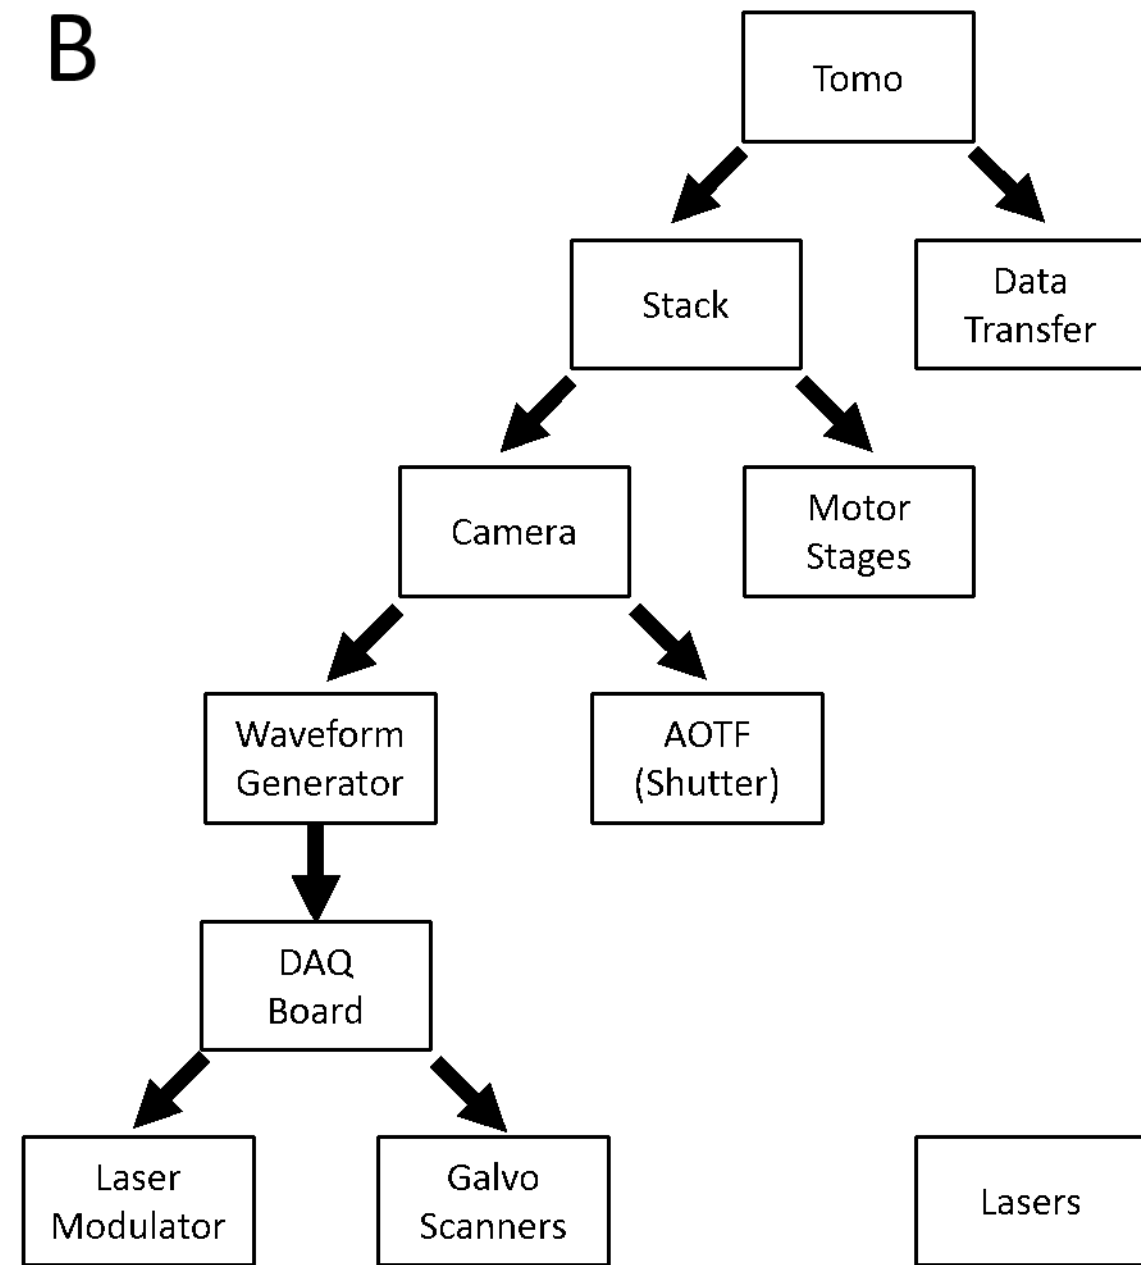 B
Tomo
Stack
Data
Transfer
Camera
Motor
Stages
Waveform
Generator
AOTF
(Shutter)
DAQ
Board
Laser
Modulator
Galvo
Scanners
Lasers